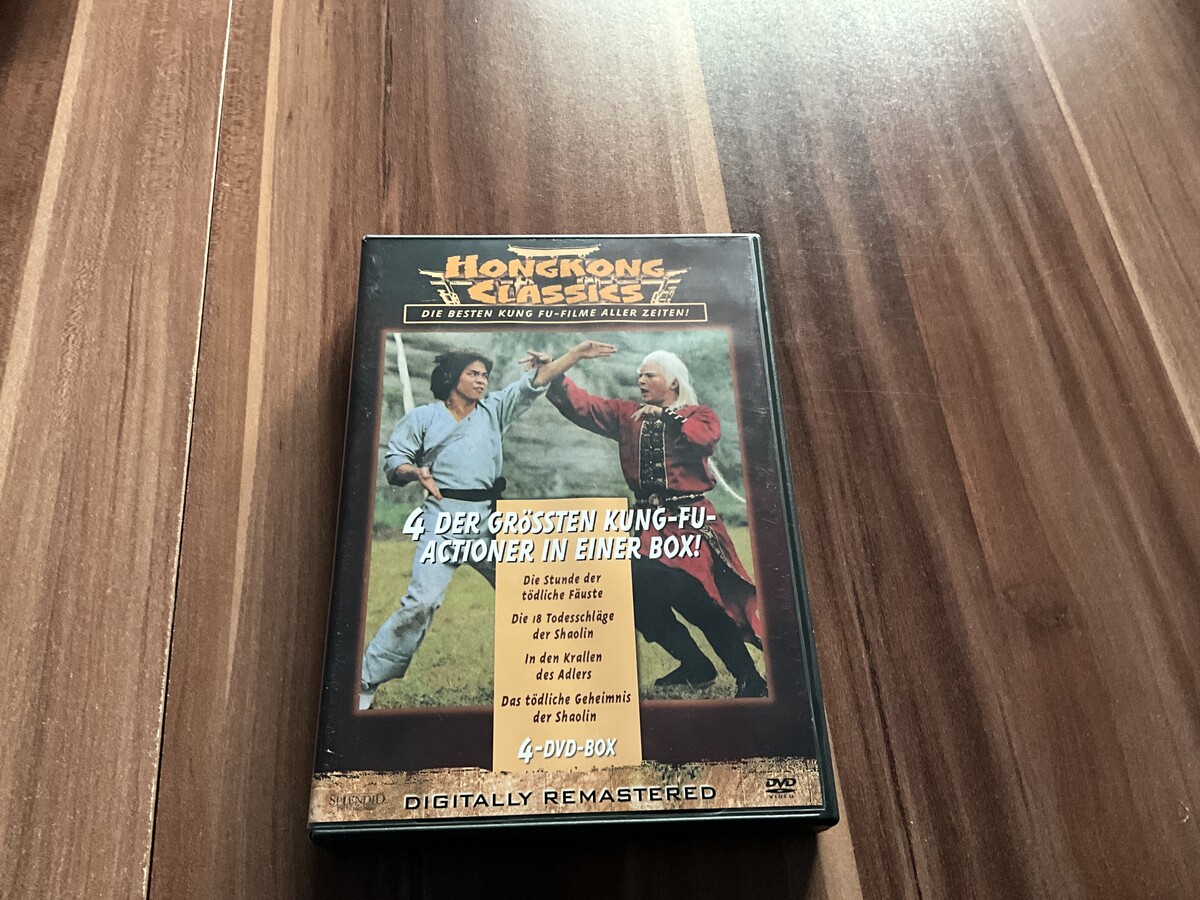 HONGKONG
CLASSICS
DIE BESTEN KUNG FU-FILME ALLER ZEITEN!
4 DER GRÖSSTEN KUNG-FU-
ACTIONER IN EINER BOX!
Die Stunde der
tödliche Fäuste
Die 18 Todesschläge
der Shaolin
In den Krallen
des Adlers
Das tödliche Geheimnis
der Shaolin
4-DVD-BOX
SPLENDID
DIGITALLY REMASTERED
DVD
VIDEO